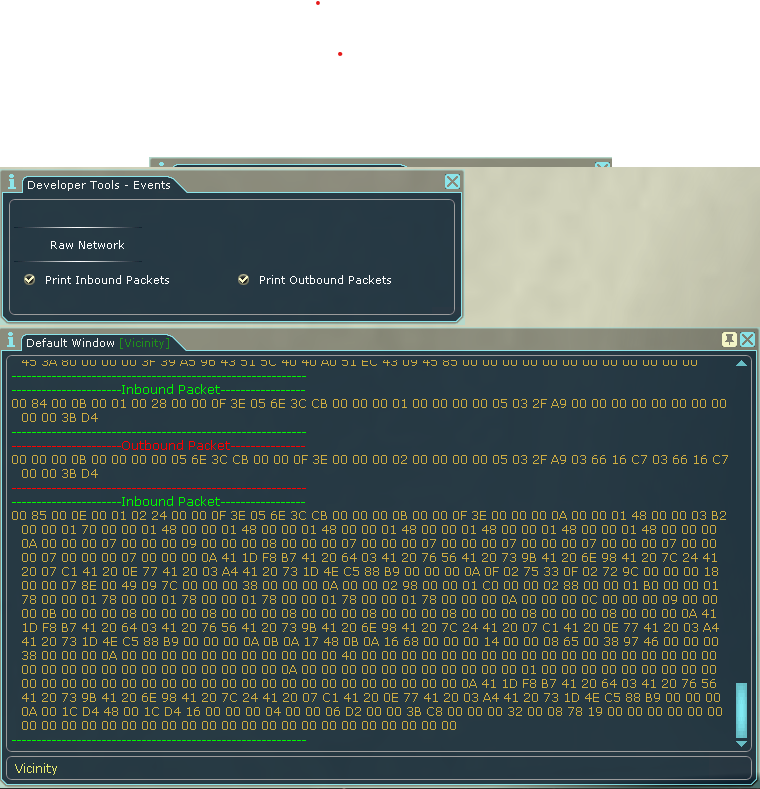 Developer Tools - Events
Raw Network
Print Inbound Packets Print Outbound Packets
Default Window [Vicinity]
45 3A 80 00 00 00 3F 39 A5 96 43 51 5C 40 40 A0 51 EC 43 09 45 85 00 00 00 00 00 00 00 00 00 00 00
------------------------------------------------------------
----------------------Inbound Packet-----------------
00 84 00 0B 00 01 00 28 00 00 0F 3E 05 6E 3C CB 00 00 00 01 00 00 00 00 05 03 2F A9 00 00 00 00 00 00 00 00
00 00 3B D4
------------------------------------------------------------
----------------------Outbound Packet---------------
00 00 00 0B 00 00 00 00 05 6E 3C CB 00 00 0F 3E 00 00 00 02 00 00 00 00 05 03 2F A9 03 66 16 C7 03 66 16 C7
00 00 3B D4
------------------------------------------------------------
----------------------Inbound Packet-----------------
00 85 00 0E 00 01 02 24 00 00 0F 3E 05 6E 3C CB 00 00 00 0B 00 00 0F 3E 00 00 00 0A 00 00 01 48 00 00 03 B2
00 00 01 70 00 00 01 48 00 00 01 48 00 00 01 48 00 00 01 48 00 00 01 48 00 00 01 48 00 00 01 48 00 00 00
0A 00 00 00 07 00 00 00 09 00 00 00 08 00 00 00 07 00 00 00 07 00 00 00 07 00 00 00 07 00 00 00 07 00 00
00 07 00 00 00 07 00 00 00 0A 41 1D F8 B7 41 20 64 03 41 20 76 56 41 20 73 9B 41 20 6E 98 41 20 7C 24 41
20 07 C1 41 20 0E 77 41 20 03 A4 41 20 73 1D 4E C5 88 B9 00 00 00 0A 0F 02 75 33 0F 02 72 9C 00 00 00 18
00 00 07 8E 00 49 09 7C 00 00 00 38 00 00 00 0A 00 00 02 98 00 00 01 C0 00 00 02 88 00 00 01 B0 00 00 01
78 00 00 01 78 00 00 01 78 00 00 01 78 00 00 01 78 00 00 01 78 00 00 00 0A 00 00 00 0C 00 00 00 09 00 00
00 0B 00 00 00 08 00 00 00 08 00 00 00 08 00 00 00 08 00 00 00 08 00 00 00 08 00 00 00 08 00 00 00 0A 41
1D F8 B7 41 20 64 03 41 20 76 56 41 20 73 9B 41 20 6E 98 41 20 7C 24 41 20 07 C1 41 20 0E 77 41 20 03 A4
41 20 73 1D 4E C5 88 B9 00 00 00 0A 0B 0A 17 48 0B 0A 16 68 00 00 00 14 00 00 08 65 00 38 97 46 00 00 00
38 00 00 00 0A 00 00 00 00 00 00 00 00 00 00 00 40 00 00 00 00 00 00 00 00 00 00 00 00 00 00 00 00 00 00
00 00 00 00 00 00 00 00 00 00 00 00 00 0A 00 00 00 00 00 00 00 00 00 00 00 01 00 00 00 00 00 00 00 00 00
00 00 00 00 00 00 00 00 00 00 00 00 00 00 00 00 00 00 00 00 00 0A 41 1D F8 B7 41 20 64 03 41 20 76 56
41 20 73 9B 41 20 6E 98 41 20 7C 24 41 20 07 C1 41 20 0E 77 41 20 03 A4 41 20 73 1D 4E C5 88 B9 00 00 00
0A 00 1C D4 48 00 1C D4 16 00 00 00 04 00 00 06 D2 00 00 3B C8 00 00 00 32 00 08 78 19 00 00 00 00 00 00
00 00 00 00 00 00 00 00 00 00 00 00 00 00 00 00 00 00 00 00 00 00
------------------------------------------------------------
Vicinity